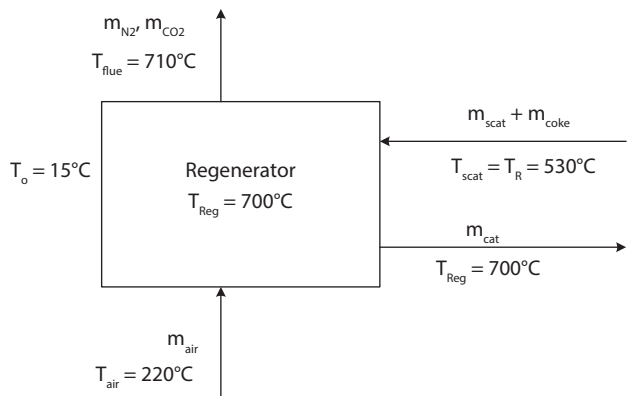 m_N2, m_CO2
T_flue = 710°C
m_scat + m_coke
T_o = 15°C
Regenerator
T_Reg = 700°C
T_scat = T_R = 530°C
m_cat
T_Reg = 700°C
m_air
T_air = 220°C